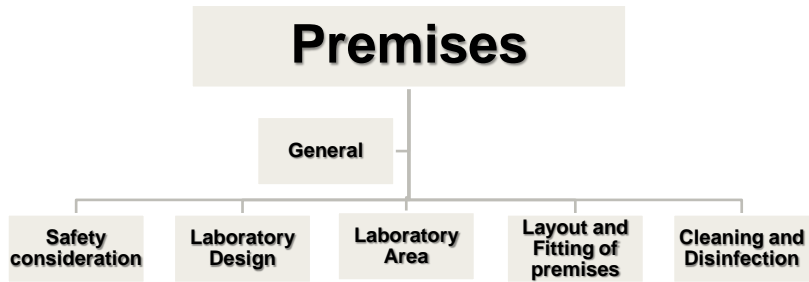 Premises
General
Safety
consideration
Laboratory
Design
Laboratory
Area
Layout and
Fitting of
premises
Cleaning and
Disinfection